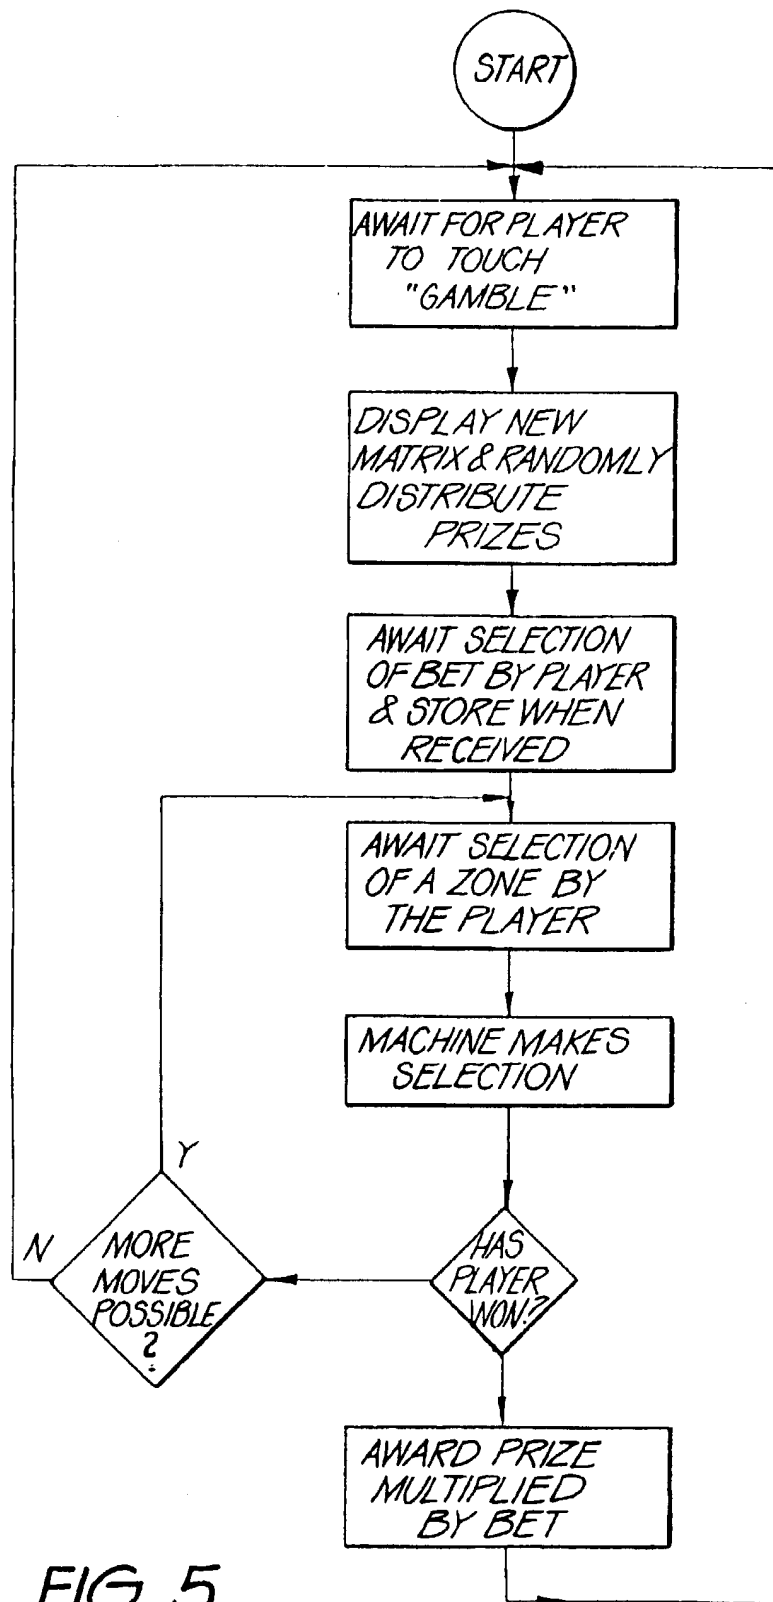 START
AWAIT FOR PLAYER
TO TOUCH
"GAMBLE"
DISPLAY NEW
MATRIX & RANDOMLY
DISTRIBUTE
PRIZES
AWAIT SELECTION
OF BET BY PLAYER
& STORE WHEN
RECEIVED
AWAIT SELECTION
OF A ZONE BY
THE PLAYER
MACHINE MAKES
SELECTION
Y
N
MORE
MOVES
POSSIBLE
?
HAS
PLAYER
WON?
AWARD PRIZE
MULTIPLIED
BY BET
FIG. 5